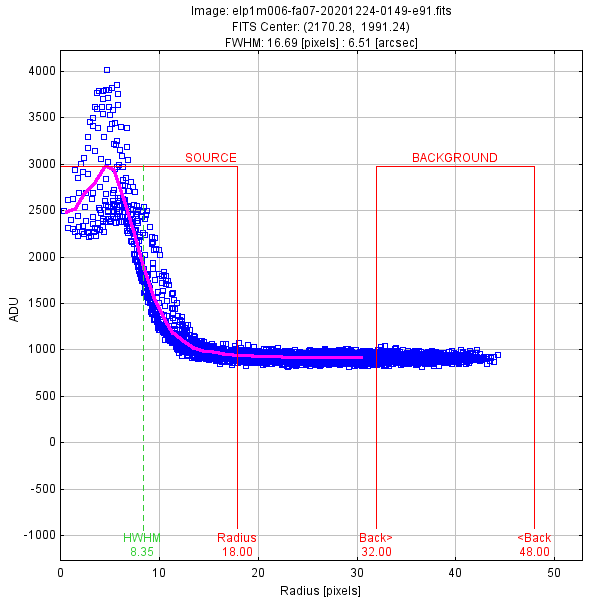 Image: elp1m006-fa07-20201224-0149-e91.fits
FITS Center: (2170.28, 1991.24)
FWHM: 16.69 [pixels] : 6.51 [arcsec]
SOURCE
BACKGROUND
4000
3500
3000
2500
2000
1500
1000
500
0
-500
-1000
ADU
HWHM
8.35
Radius
18.00
Back>
32.00
<Back
48.00
0
10
20
30
40
50
Radius [pixels]